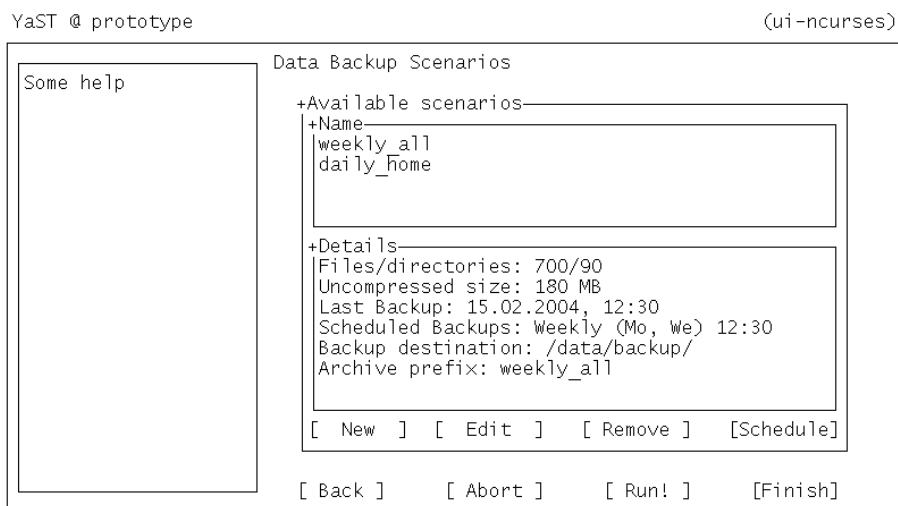 YaST @ prototype (ui-ncurses)
Some help
Data Backup Scenarios
+Available scenarios
+Name
weekly_all
daily_home
+Details
Files/directories: 700/90
Uncompressed size: 180 MB
Last Backup: 15.02.2004, 12:30
Scheduled Backups: Weekly (Mo, We) 12:30
Backup destination: /data/backup/
Archive prefix: weekly_all
[ New ] [ Edit ] [ Remove ] [Schedule]
[ Back ] [ Abort ] [ Run! ] [Finish]